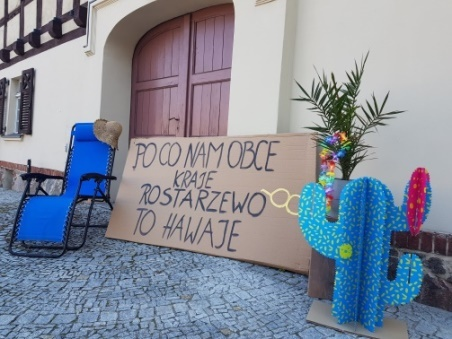 PO CO NAM OBCE
KRAJE
ROSTARZEWO
TO HAWAJE